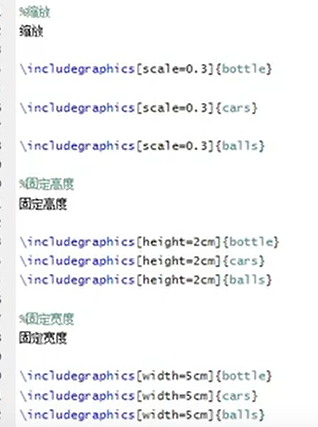 %缩放
缩放
\includegraphics[scale=0.3]{bottle}
\includegraphics[scale=0.3]{cars}
\includegraphics[scale=0.3]{balls}
%固定高度
固定高度
\includegraphics[height=2cm]{bottle}
\includegraphics[height=2cm]{cars}
\includegraphics[height=2cm]{balls}
%固定宽度
固定宽度
\includegraphics[width=5cm]{bottle}
\includegraphics[width=5cm]{cars}
\includegraphics[width=5cm]{balls}